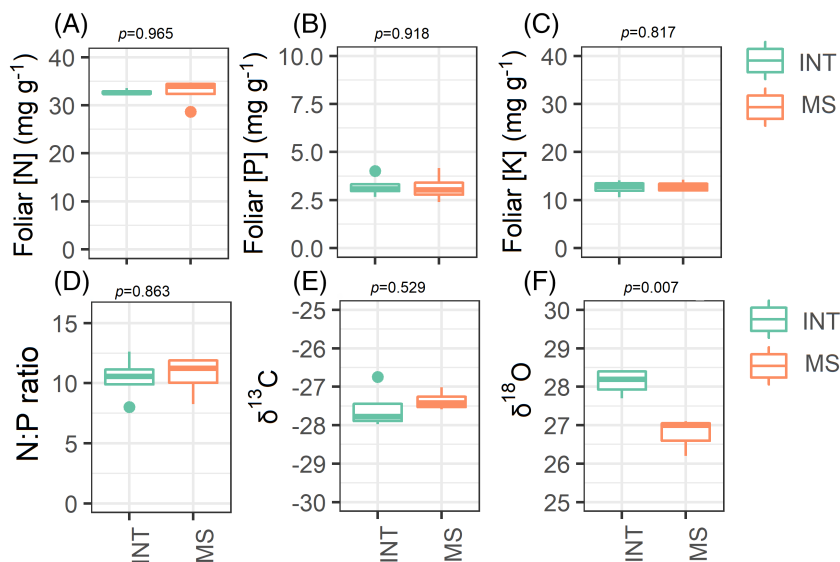 (A)
p=0.965
Foliar [N] (mg g⁻¹)
40
30
20
10
0
(B)
p=0.918
Foliar [P] (mg g⁻¹)
10.0
7.5
5.0
2.5
0.0
(C)
p=0.817
Foliar [K] (mg g⁻¹)
40
30
20
10
0
INT
MS
(D)
p=0.863
N:P ratio
15
10
5
0
INT
MS
(E)
p=0.529
δ¹³C
-25
-26
-27
-28
-29
-30
INT
MS
(F)
p=0.007
δ¹⁸O
30
29
28
27
26
25
INT
MS
INT
MS